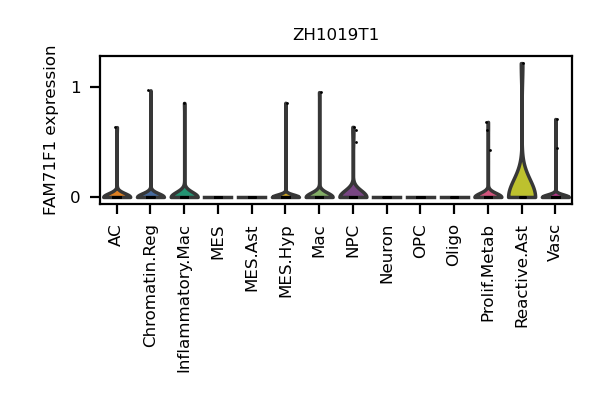 ZH1019T1
FAM71F1 expression
1
0
AC
Chromatin.Reg
Inflammatory.Mac
MES
MES.Ast
MES.Hyp
Mac
NPC
Neuron
OPC
Oligo
Prolif.Metab
Reactive.Ast
Vasc